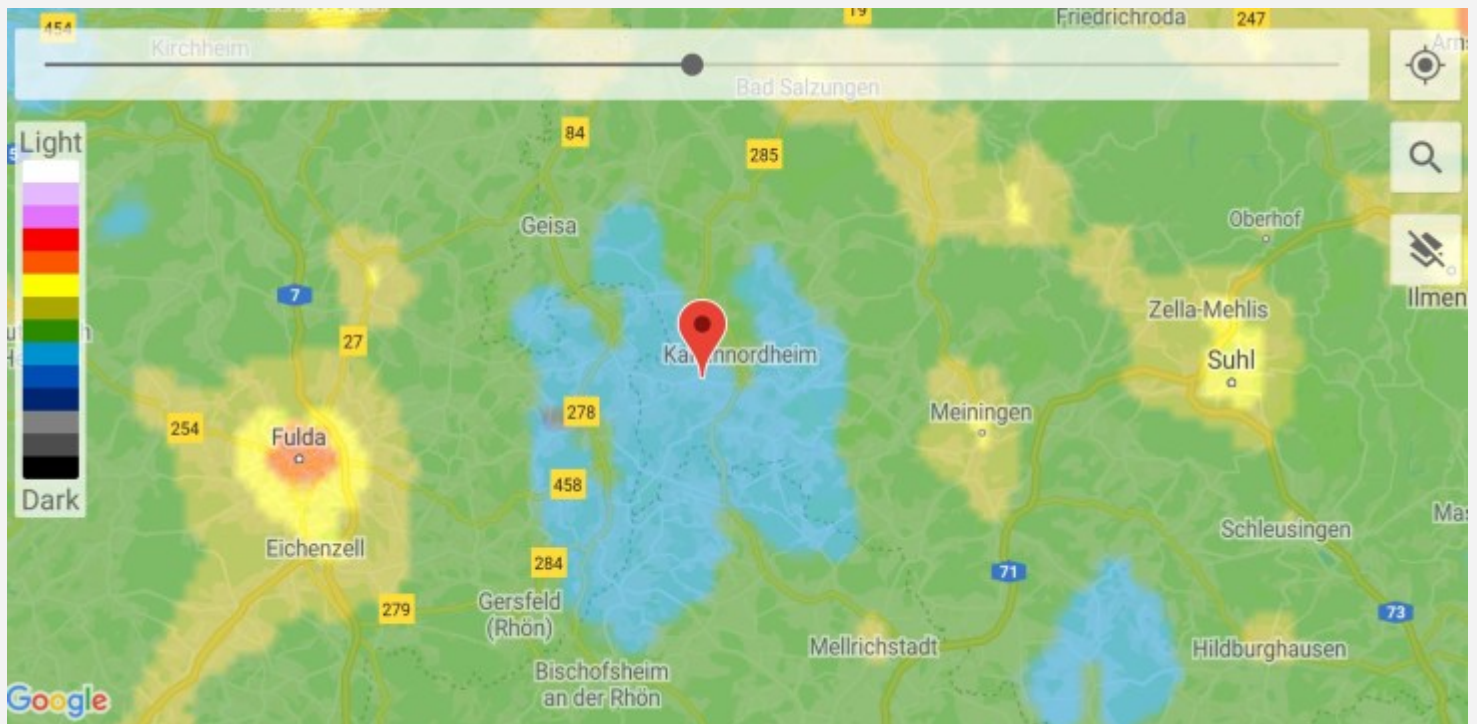 454
19
Friedrichroda
247
Kirchheim
Bad Salzungen
Light
84
285
Geisa
Oberhof
7
Zella-Mehlis
Ilmen
27
Suhl
Meiningen
278
254
Fulda
458
Dark
Schleusingen
Eichenzell
284
71
Gersfeld
(Rhön)
279
73
Mellrichstadt
Hildburghausen
Bischofsheim
an der Rhön
Google